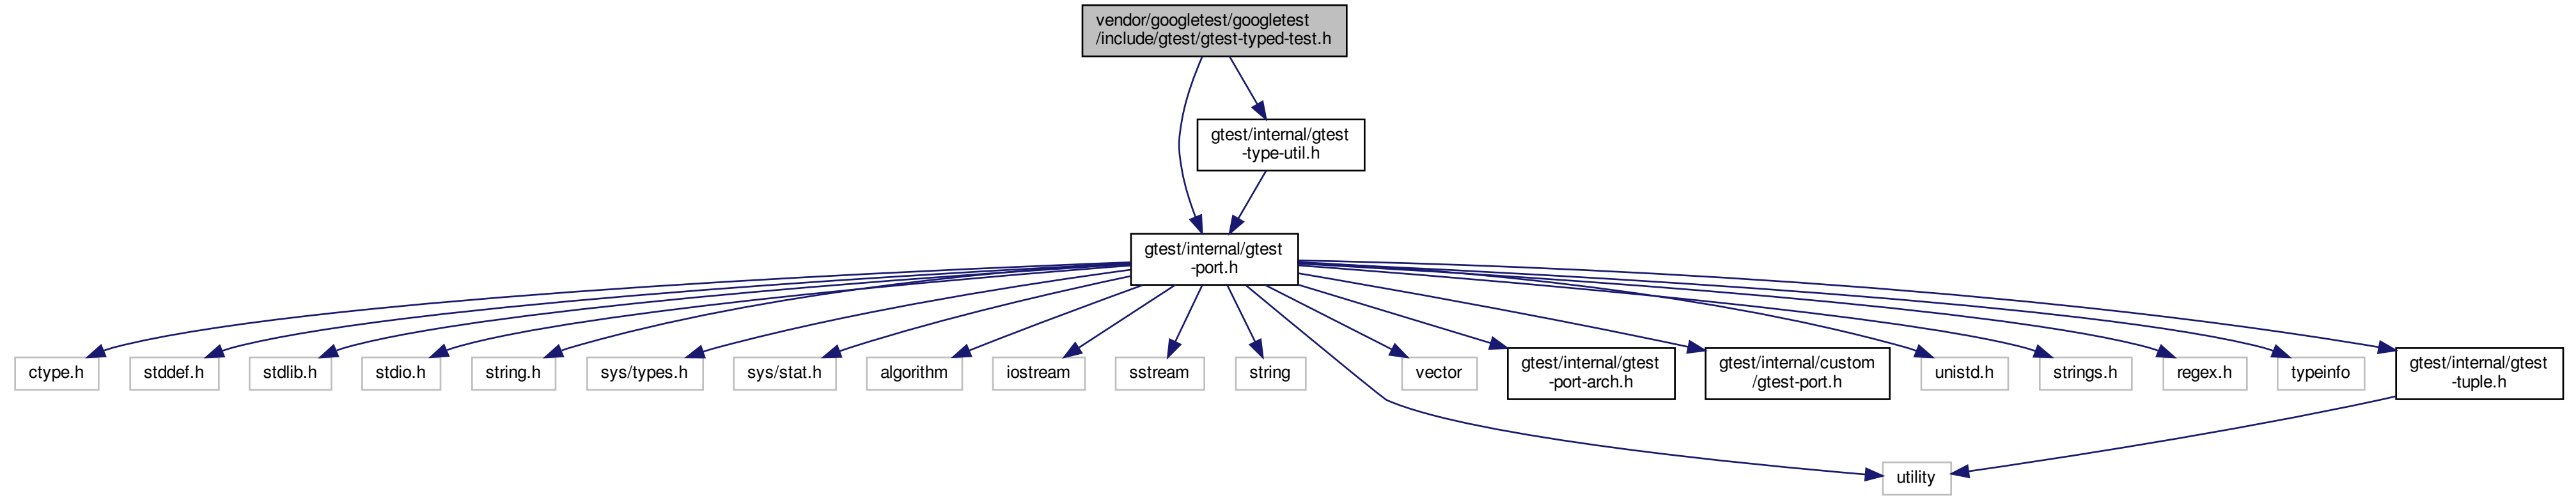 vendor/googletest/googletest
/include/gtest/gtest-typed-test.h
gtest/internal/gtest
-type-util.h
gtest/internal/gtest
-port.h
ctype.h
stddef.h
stdlib.h
stdio.h
string.h
sys/types.h
sys/stat.h
algorithm
iostream
sstream
string
vector
gtest/internal/gtest
-port-arch.h
gtest/internal/custom
/gtest-port.h
unistd.h
strings.h
regex.h
typeinfo
gtest/internal/gtest
-tuple.h
utility